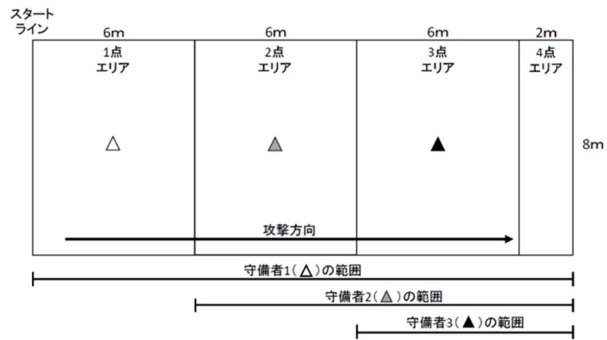 スタート
ライン
6m
6m
6m
2m
1点
エリア
2点
エリア
3点
エリア
4点
エリア
8m
攻撃方向
守備者1(△)の範囲
守備者2(▲)の範囲
守備者3(▲)の範囲